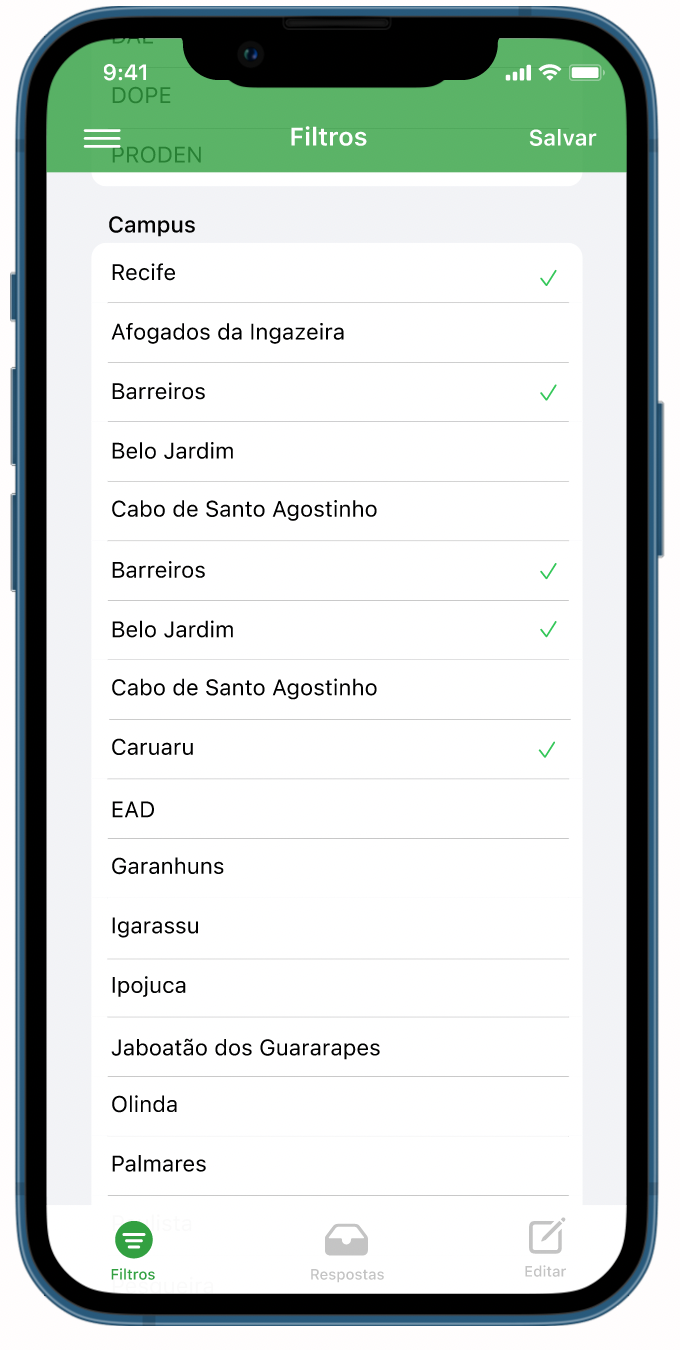 DAE
9:41
DOPE
Filtros
Salvar
PRODEN
Campus
Recife
Afogados da Ingazeira
Barreiros
Belo Jardim
Cabo de Santo Agostinho
Barreiros
Belo Jardim
Cabo de Santo Agostinho
Caruaru
EAD
Garanhuns
Igarassu
Ipojuca
Jaboatão dos Guararapes
Olinda
Palmares
Filtros
Respostas
Editar